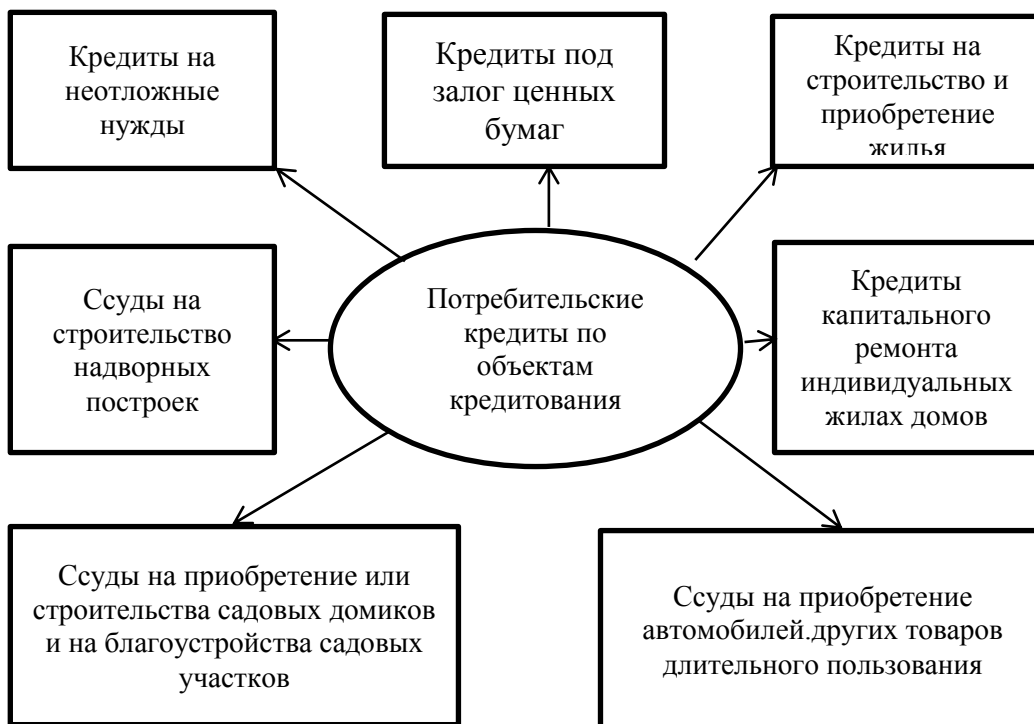 Кредиты на
неотложные
нужды
Кредиты под
залог ценных
бумаг
Кредиты на
строительство и
приобретение
жилья
Ссуды на
строительство
надворных
построек
Потребительские
кредиты по
объектам
кредитования
Кредиты
капитального
ремонта
индивидуальных
жилах домов
Ссуды на приобретение или
строительства садовых домиков
и на благоустройства садовых
участков
Ссуды на приобретение
автомобилей.других товаров
длительного пользования